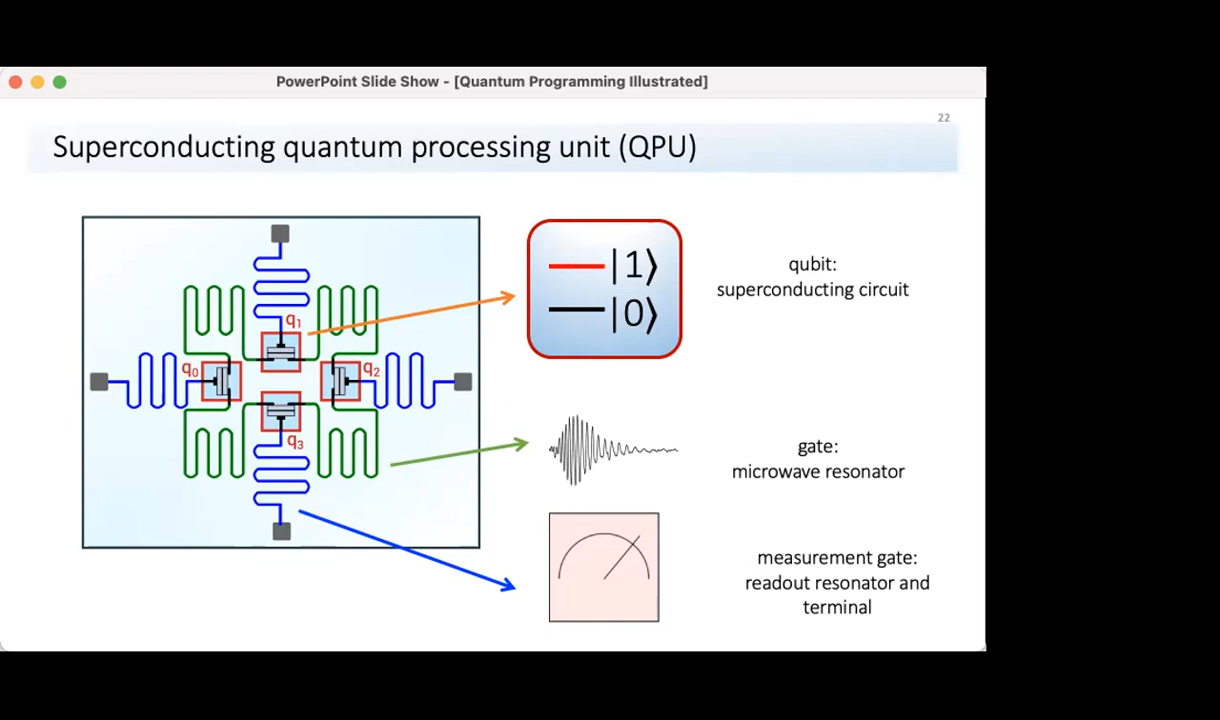 PowerPoint Slide Show - [Quantum Programming Illustrated]
22
Superconducting quantum processing unit (QPU)
q1
q0
q2
q3
|1⟩
|0⟩
qubit:
superconducting circuit
gate:
microwave resonator
measurement gate:
readout resonator and
terminal